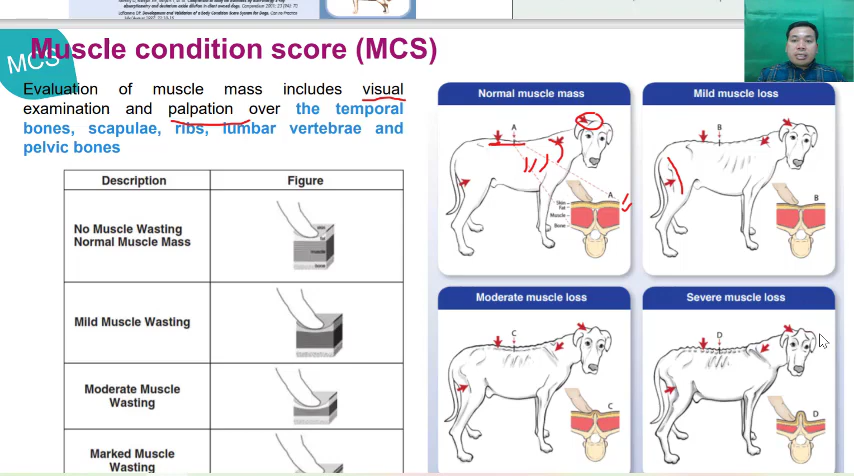 MCS
Muscle condition score (MCS)
Evaluation of muscle mass includes visual
examination and palpation over the temporal
bones, scapulae, ribs, lumbar vertebrae and
pelvic bones
Description Figure
No Muscle Wasting
Normal Muscle Mass
Mild Muscle Wasting
Moderate Muscle
Wasting
Marked Muscle
Wasting
Normal muscle mass
A
A
Skin
Fat
Muscle
Bone
Mild muscle loss
B
B
Moderate muscle loss
C
C
Severe muscle loss
D
D